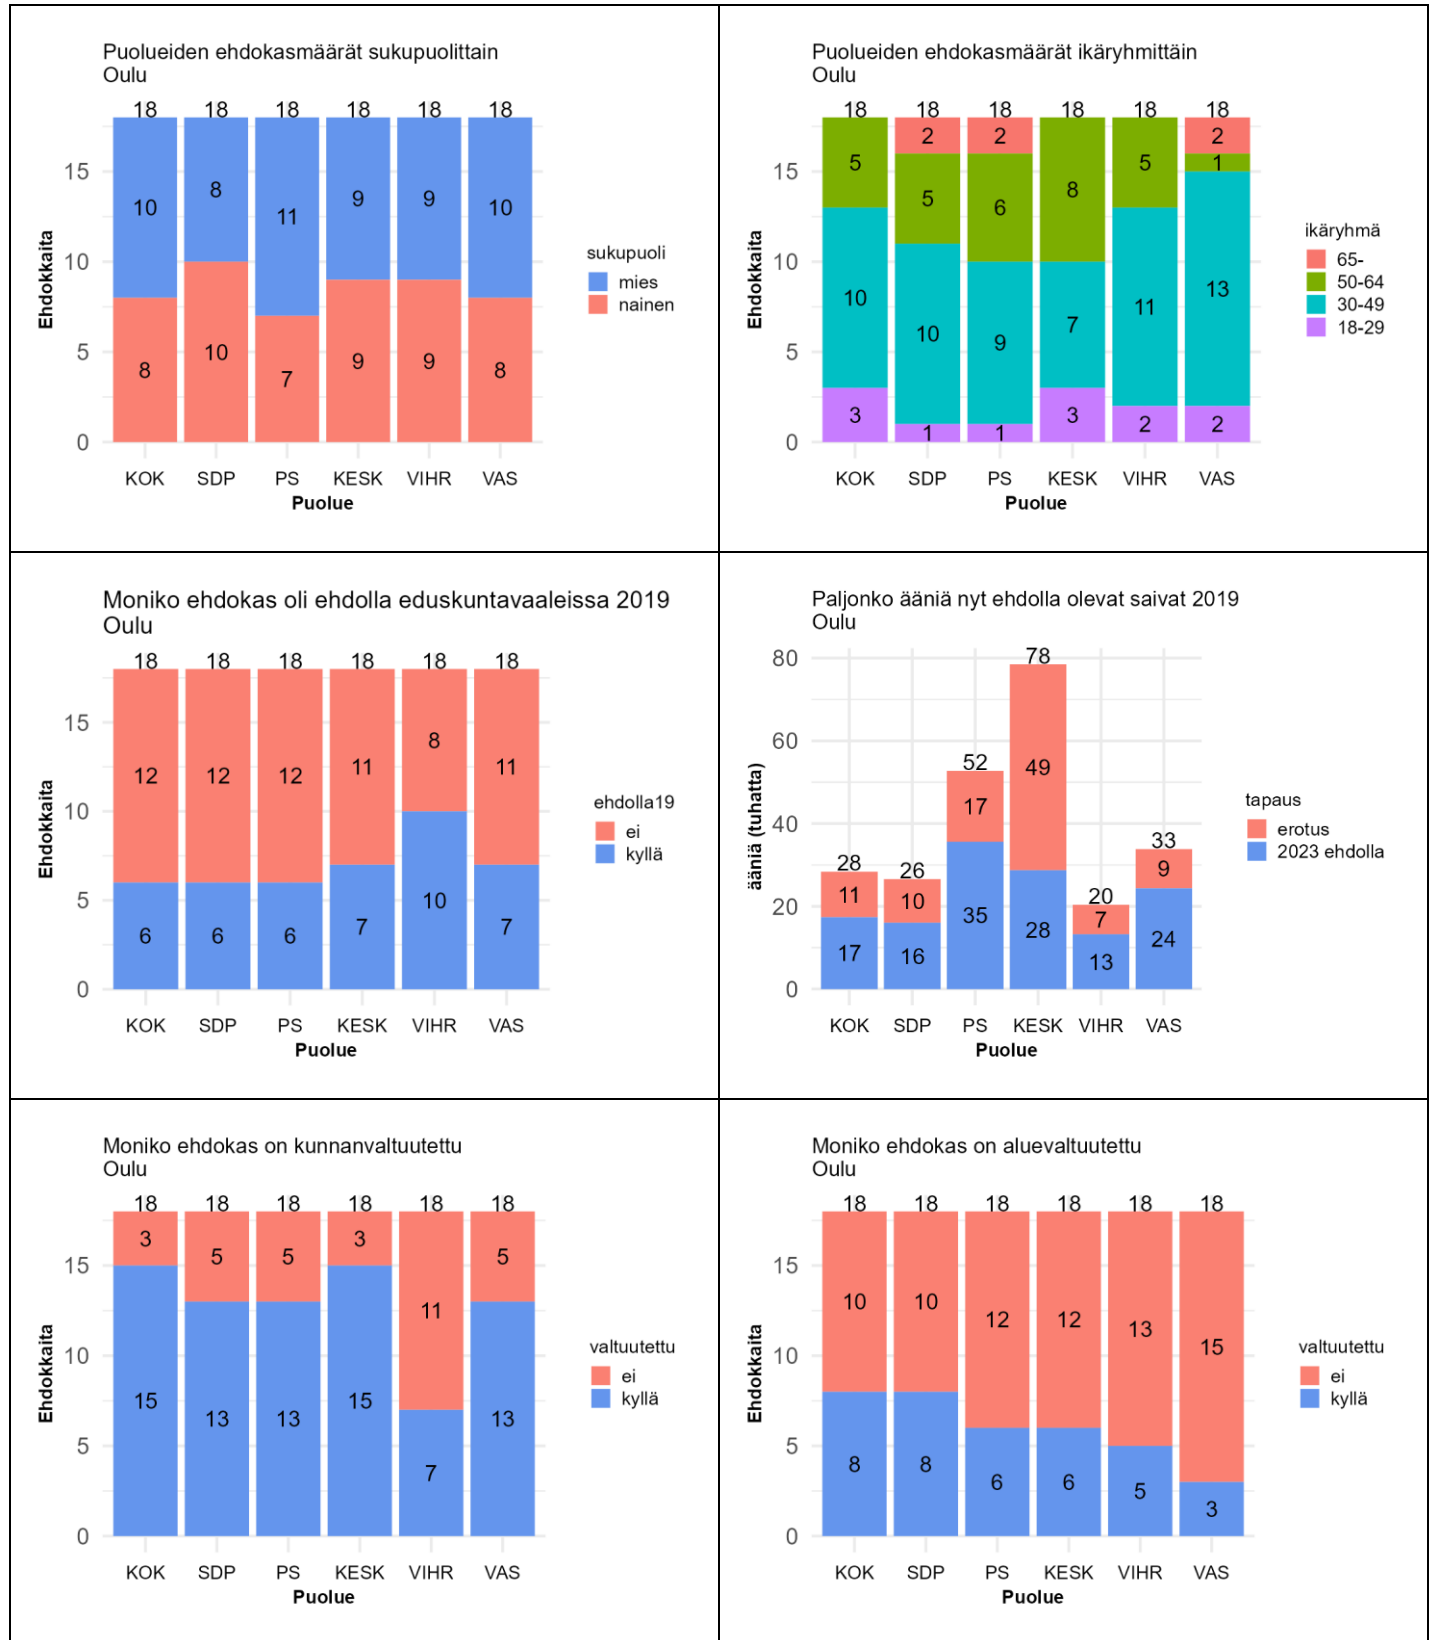 Puolueiden ehdokasmäärät sukupuolittain
Oulu
18 18 18 18 18 18
15
10
5
0
10 8 11 9 9 10
8 10 7 9 9 8
Ehdokkaita
KOK SDP PS KESK VIHR VAS
Puolue
sukupuoli
mies
nainen
Puolueiden ehdokasmäärät ikäryhmittäin
Oulu
18 18 18 18 18 18
15
10
5
0
2 2 2
5 5 6 8 5 1
10 10 9 7 11 13
3 1 1 3 2 2
Ehdokkaita
KOK SDP PS KESK VIHR VAS
Puolue
ikäryhmä
65-
50-64
30-49
18-29
Moniko ehdokas oli ehdolla eduskuntavaaleissa 2019
Oulu
18 18 18 18 18 18
15
10
5
0
12 12 12 11 8 11
6 6 6 7 10 7
Ehdokkaita
KOK SDP PS KESK VIHR VAS
Puolue
ehdolla19
ei
kyllä
Paljonko ääniä nyt ehdolla olevat saivat 2019
Oulu
80
60
40
20
0
28 26 52 78 20 33
11 10 17 49 7 9
17 16 35 28 13 24
ääniä (tuhatta)
KOK SDP PS KESK VIHR VAS
Puolue
tapaus
erotus
2023 ehdolla
Moniko ehdokas on kunnanvaltuutettu
Oulu
18 18 18 18 18 18
15
10
5
0
3 5 5 3 11 5
15 13 13 15 7 13
Ehdokkaita
KOK SDP PS KESK VIHR VAS
Puolue
valtuutettu
ei
kyllä
Moniko ehdokas on aluevaltuutettu
Oulu
18 18 18 18 18 18
15
10
5
0
10 10 12 12 13 15
8 8 6 6 5 3
Ehdokkaita
KOK SDP PS KESK VIHR VAS
Puolue
valtuutettu
ei
kyllä